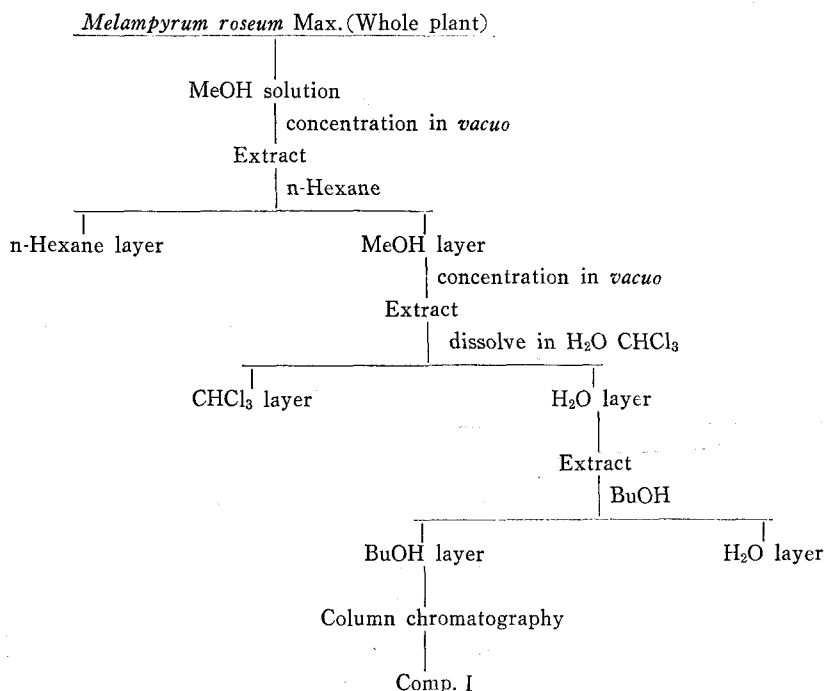 Melampyrum roseum Max.(Whole plant)
MeOH solution
concentration in vacuo
Extract
n-Hexane
n-Hexane layer MeOH layer
concentration in vacuo
Extract
dissolve in H₂O CHCl₃
CHCl₃ layer H₂O layer
Extract
BuOH
BuOH layer H₂O layer
Column chromatography
Comp. I